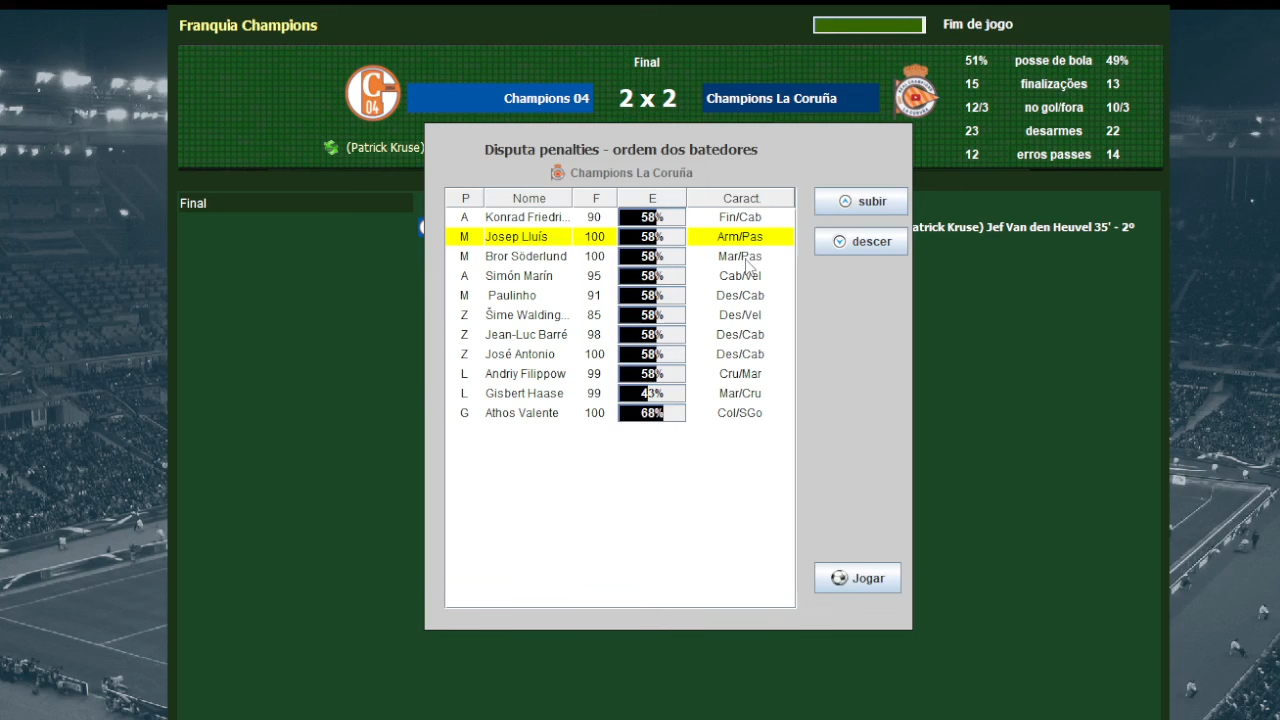 Franquia Champions
Fim de jogo
Final
51% posse de bola 49%
15 finalizações 13
12/3 no gol/fora 10/3
23 desarmes 22
12 erros passes 14
C 04
Champions 04 2 x 2 Champions La Coruña
(Patrick Kruse)
Final
atrick Kruse) Jef Van den Heuvel 35' - 2º
Disputa penalties - ordem dos batedores
Champions La Coruña
P Nome F E Caract.
A Konrad Friedri... 90 58% Fin/Cab
M Josep Lluís 100 58% Arm/Pas
M Bror Söderlund 100 58% Mar/Pas
A Simón Marín 95 58% Cab/Vel
M Paulinho 91 58% Des/Cab
Z Šime Walding... 85 58% Des/Vel
Z Jean-Luc Barré 98 58% Des/Cab
Z José Antonio 100 58% Des/Cab
L Andriy Filippow 99 58% Cru/Mar
L Gisbert Haase 99 43% Mar/Cru
G Athos Valente 100 68% Col/SGo
subir
descer
Jogar